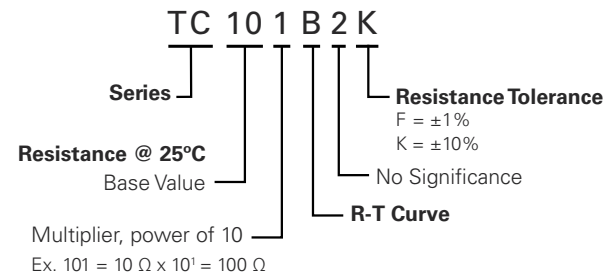 TC 10 1 B 2 K
Series
Resistance Tolerance
F = ±1%
K = ±10%
Resistance @ 25ºC
Base Value
No Significance
R-T Curve
Multiplier, power of 10
Ex. 101 = 10 Ω x 10¹ = 100 Ω